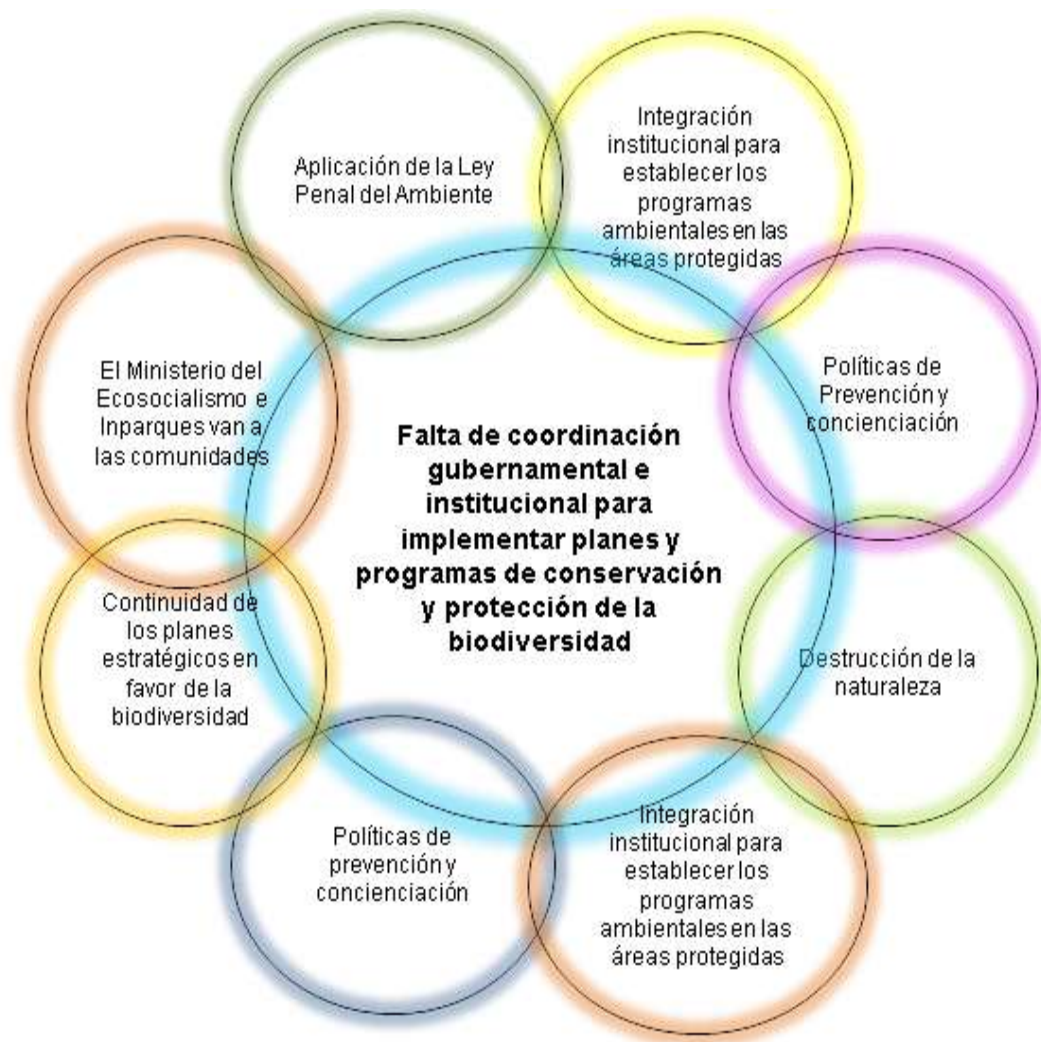 Aplicación de la Ley
Penal del Ambiente
Integración
institucional para
establecer los
programas
ambientales en las
áreas protegidas
El Ministerio del
Ecosocialismo e
Inparques van a
las comunidades
Políticas de
Prevención y
concienciación
Falta de coordinación
gubernamental e
institucional para
implementar planes y
programas de conservación
y protección de la
biodiversidad
Continuidad de
los planes
estratégicos en
favor de la
biodiversidad
Destrucción de la
naturaleza
Políticas de
prevención y
concienciación
Integración
institucional para
establecer los
programas
ambientales en las
áreas protegidas